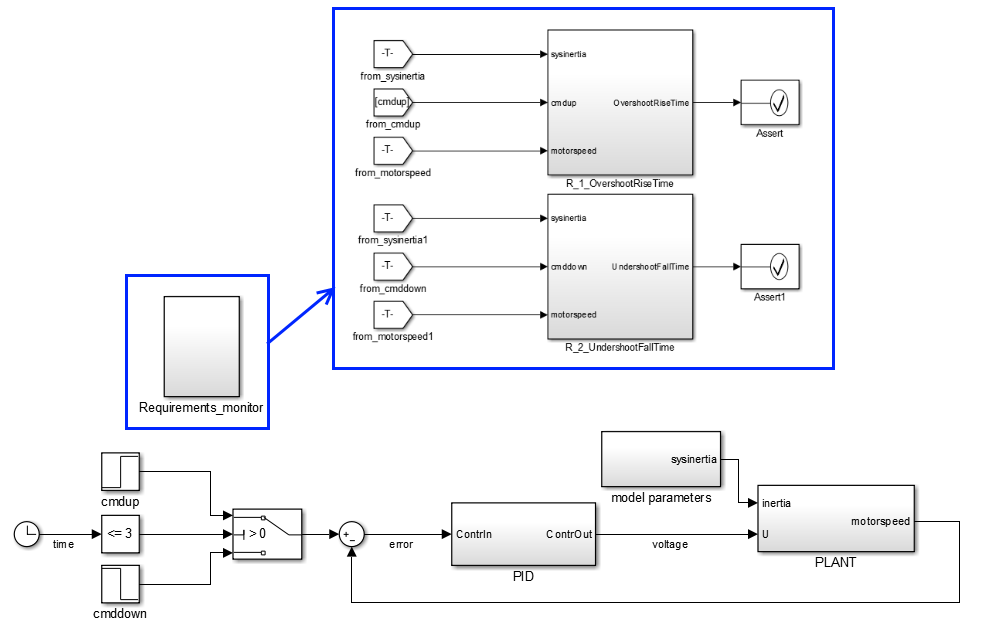 -T-
sysinertia
from_sysinertia
[cmdup]
cmdup
OvershootRiseTime
from_cmdup
Assert
-T-
motorspeed
from_motorspeed
R_1_OvershootRiseTime
-T-
sysinertia
from_sysinertia1
-T-
cmddown
UndershootFallTime
from_cmddown
Assert1
-T-
motorspeed
from_motorspeed1
R_2_UndershootFallTime
Requirements_monitor
sysinertia
model parameters
cmdup
time
<= 3
> 0
+
-
error
ContrIn
ContrOut
PID
voltage
inertia
U
motorspeed
PLANT
cmddown